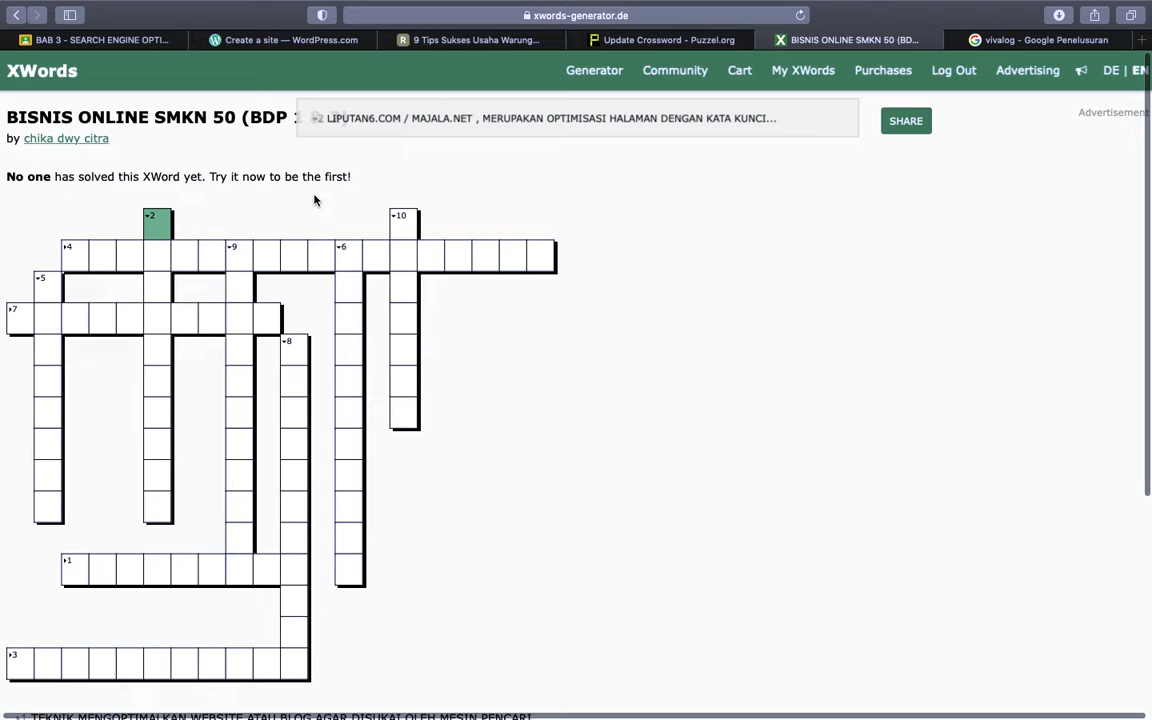 xwords-generator.de
BAB 3 - SEARCH ENGINE OPTI...
Create a site — WordPress.com
9 Tips Sukses Usaha Warung...
Update Crossword - Puzzel.org
BISNIS ONLINE SMKN 50 (BD...
vivalog - Google Penelusuran
XWords
Generator
Community
Cart
My XWords
Purchases
Log Out
Advertising
DE | EN
BISNIS ONLINE SMKN 50 (BDP
2 LIPUTAN6.COM / MAJALA.NET , MERUPAKAN OPTIMISASI HALAMAN DENGAN KATA KUNCI...
SHARE
Advertisement
by chika dwy citra
No one has solved this XWord yet. Try it now to be the first!
2
10
4
9
6
5
7
8
1
3
1 TEKNIK MENGOPTIMALKAN WEBSITE ATAU BLOG AGAR DISUKAI OLEH MESIN PENCARI